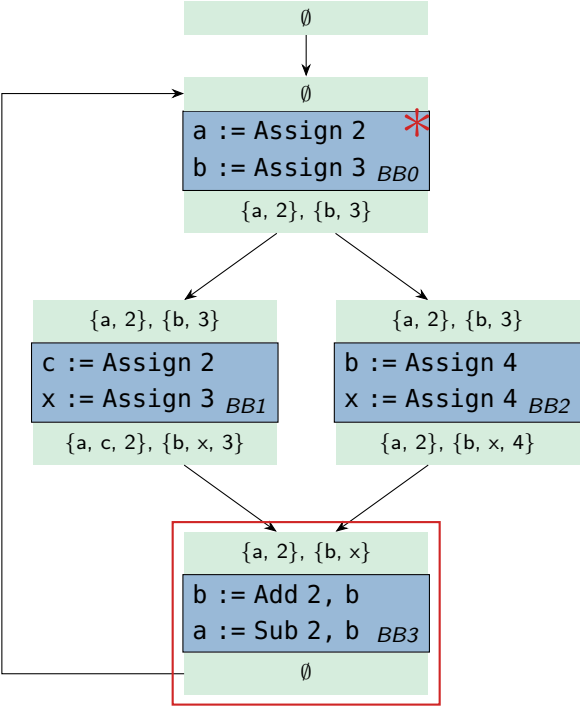 ∅
∅
a := Assign 2 *
b := Assign 3 BB0
{a, 2}, {b, 3}
{a, 2}, {b, 3}
c := Assign 2
x := Assign 3 BB1
{a, c, 2}, {b, x, 3}
{a, 2}, {b, 3}
b := Assign 4
x := Assign 4 BB2
{a, 2}, {b, x, 4}
{a, 2}, {b, x}
b := Add 2, b
a := Sub 2, b BB3
∅